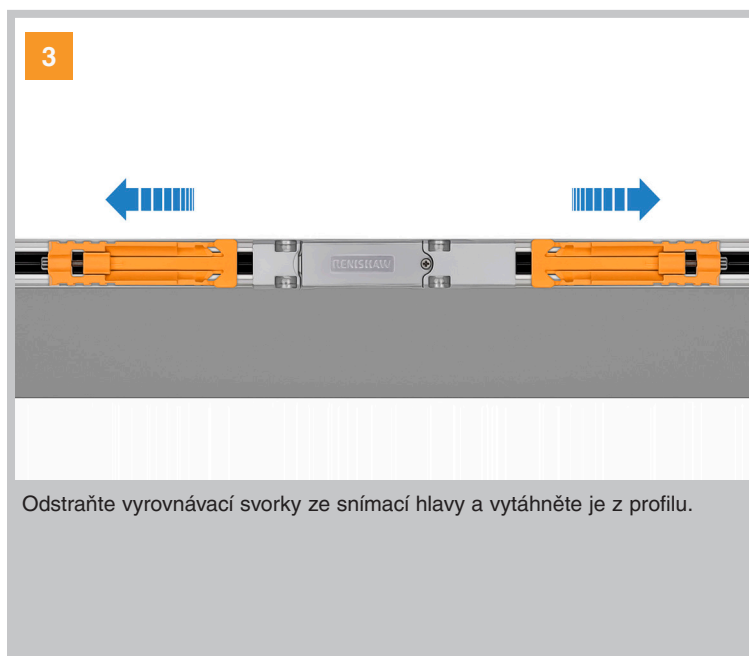 3
RENISHAW
Odstraňte vyrovnávací svorky ze snímací hlavy a vytáhněte je z profilu.